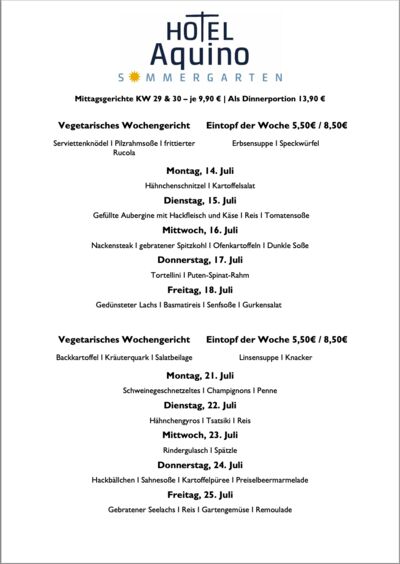 HOTEL
Aquino
SOMMERGARTEN
Mittagsgerichte KW 29 & 30 – je 9,90 € | Als Dinnerportion 13,90 €
Vegetarisches Wochengericht Eintopf der Woche 5,50€ / 8,50€
Serviettenknödel I Pilzrahmsoße I frittierter Erbsensuppe I Speckwürfel
Rucola
Montag, 14. Juli
Hähnchenschnitzel I Kartoffelsalat
Dienstag, 15. Juli
Gefüllte Aubergine mit Hackfleisch und Käse I Reis I Tomatensoße
Mittwoch, 16. Juli
Nackensteak I gebratener Spitzkohl I Ofenkartoffeln I Dunkle Soße
Donnerstag, 17. Juli
Tortellini I Puten-Spinat-Rahm
Freitag, 18. Juli
Gedünsteter Lachs I Basmatireis I Senfsoße I Gurkensalat
Vegetarisches Wochengericht Eintopf der Woche 5,50€ / 8,50€
Backkartoffel I Kräuterquark I Salatbeilage Linsensuppe I Knacker
Montag, 21. Juli
Schweinegeschnetzeltes I Champignons I Penne
Dienstag, 22. Juli
Hähnchengyros I Tsatsiki I Reis
Mittwoch, 23. Juli
Rindergulasch I Spätzle
Donnerstag, 24. Juli
Hackbällchen I Sahnesoße I Kartoffelpüree I Preiselbeermarmelade
Freitag, 25. Juli
Gebratener Seelachs I Reis I Gartengemüse I Remoulade